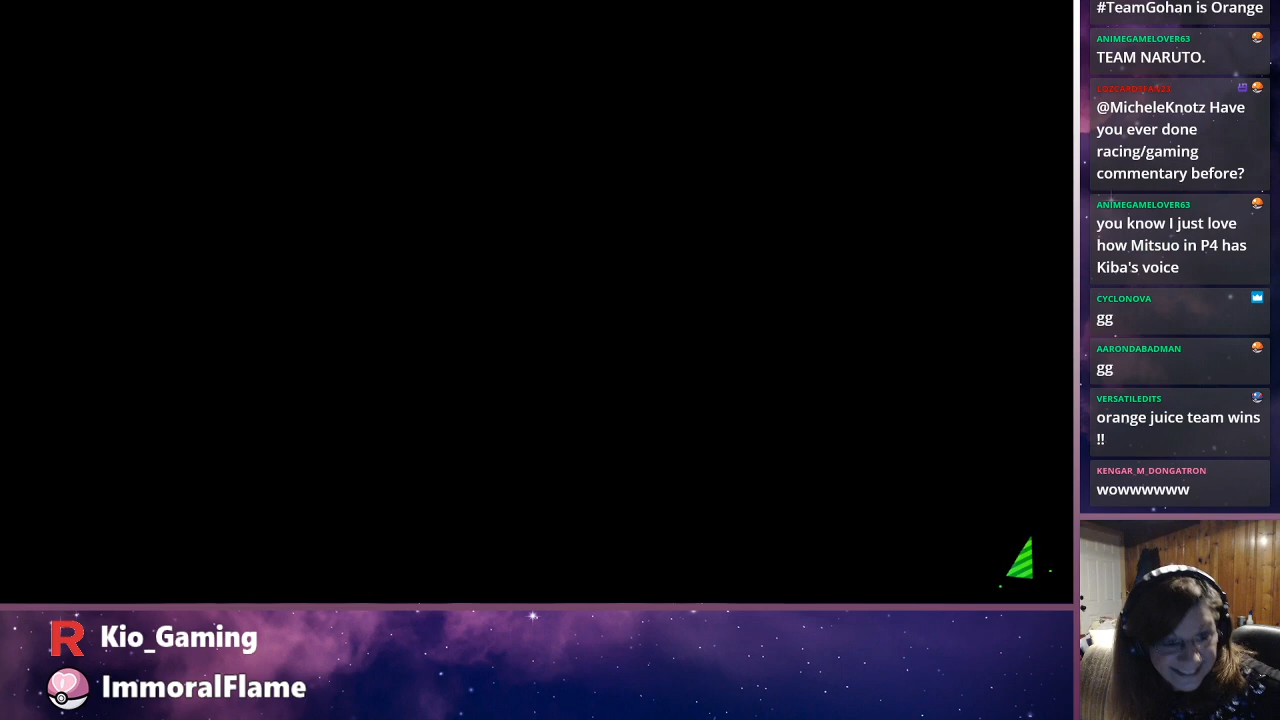 #TeamGohan is Orange
ANIMEGAMELOVER63
TEAM NARUTO.
@MicheleKnotz Have
you ever done
racing/gaming
commentary before?
ANIMEGAMELOVER63
you know I just love
how Mitsuo in P4 has
Kiba's voice
CYCLONOVA
gg
AARONDABADMAN
gg
VERSATILEDITS
orange juice team wins
!!
KENGAR_M_DONGATRON
wowwwwww
R Kio_Gaming
ImmoralFlame